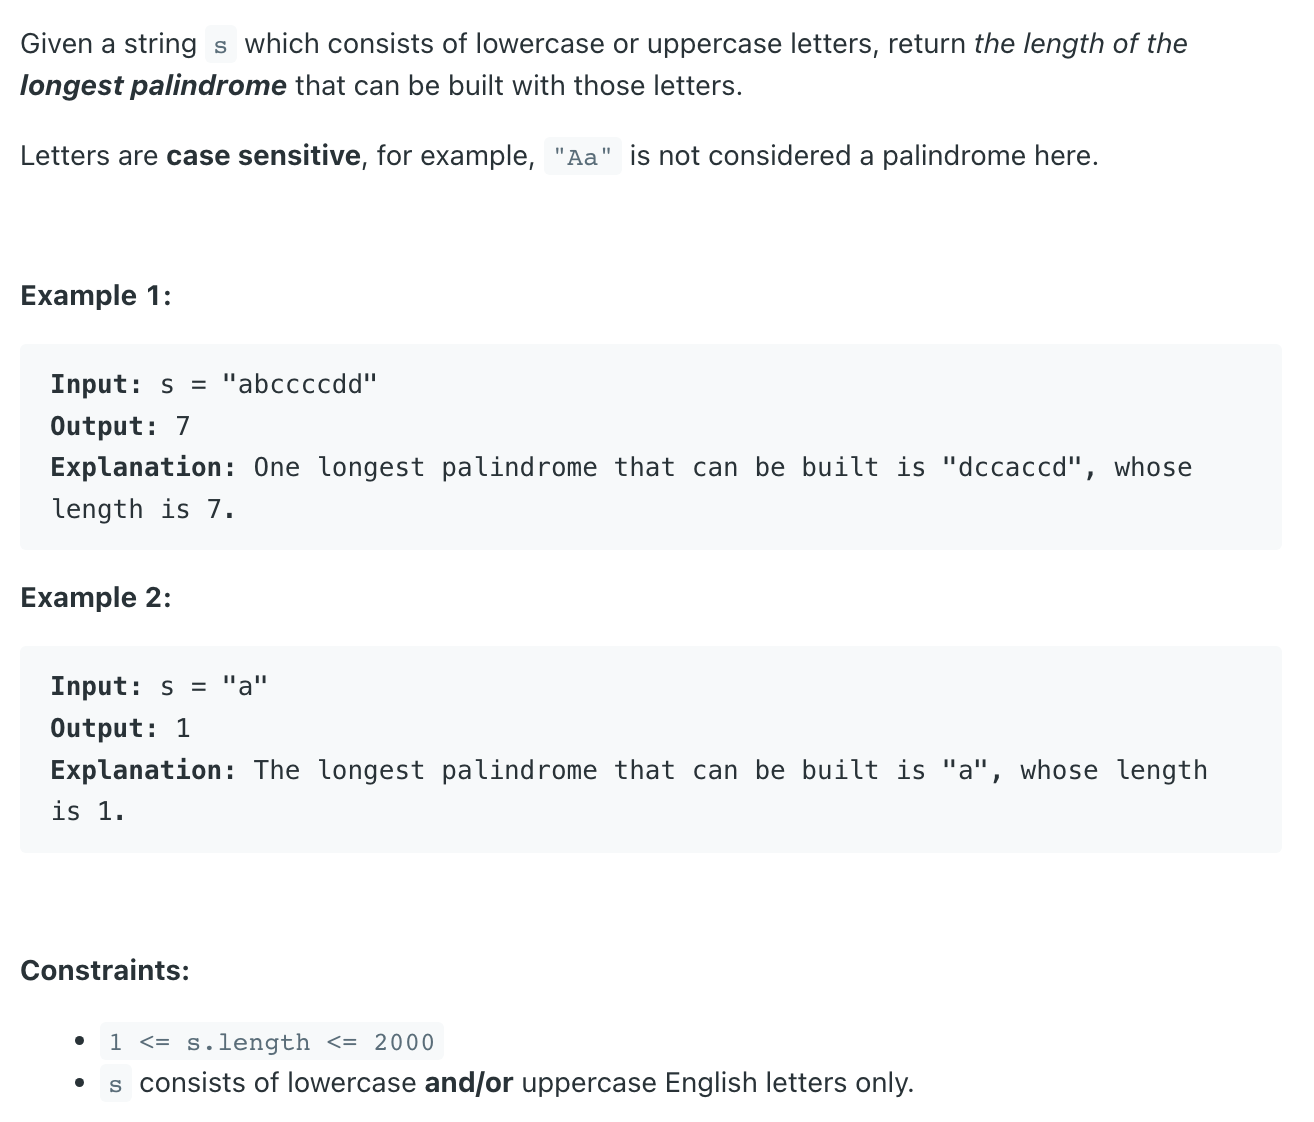 Given a string s which consists of lowercase or uppercase letters, return the length of the
longest palindrome that can be built with those letters.
Letters are case sensitive, for example, "Aa" is not considered a palindrome here.
Example 1:
Input: s = "abccccdd"
Output: 7
Explanation: One longest palindrome that can be built is "dccaccd", whose
length is 7.
Example 2:
Input: s = "a"
Output: 1
Explanation: The longest palindrome that can be built is "a", whose length
is 1.
Constraints:
• 1 <= s.length <= 2000
• s consists of lowercase and/or uppercase English letters only.